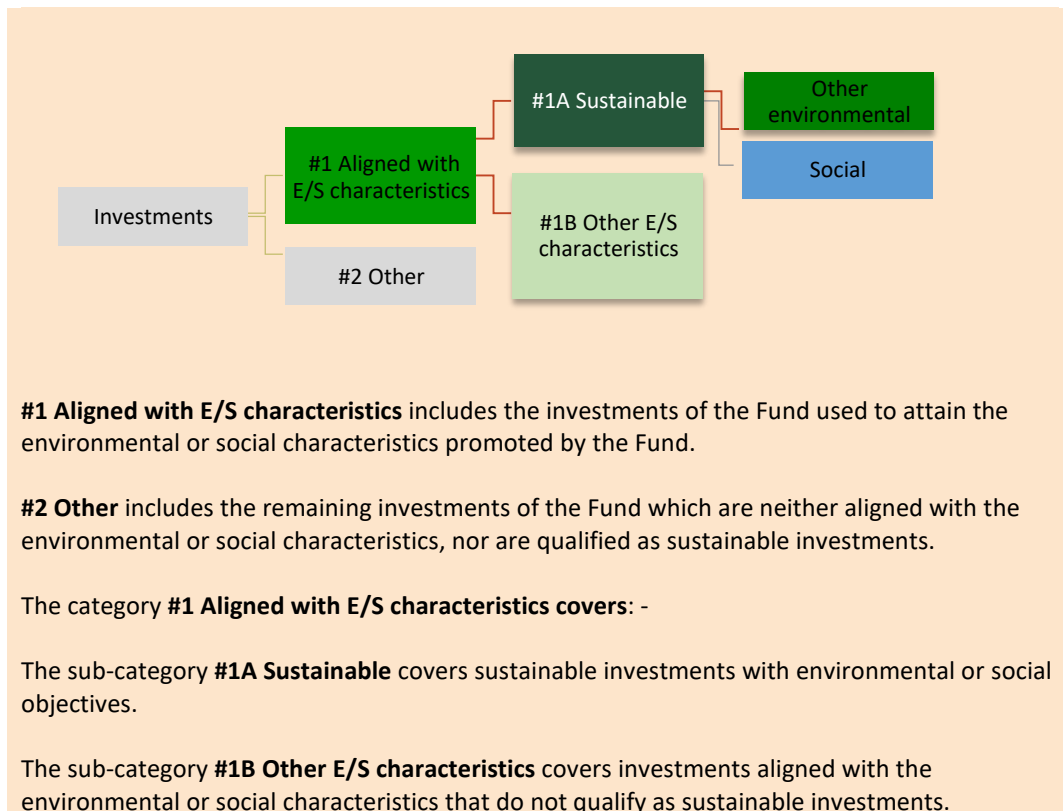 #1A Sustainable
Other
environmental
#1 Aligned with
E/S characteristics
Social
Investments
#1B Other E/S
characteristics
#2 Other
#1 Aligned with E/S characteristics includes the investments of the Fund used to attain the
environmental or social characteristics promoted by the Fund.
#2 Other includes the remaining investments of the Fund which are neither aligned with the
environmental or social characteristics, nor are qualified as sustainable investments.
The category #1 Aligned with E/S characteristics covers: -
The sub-category #1A Sustainable covers sustainable investments with environmental or social
objectives.
The sub-category #1B Other E/S characteristics covers investments aligned with the
environmental or social characteristics that do not qualify as sustainable investments.